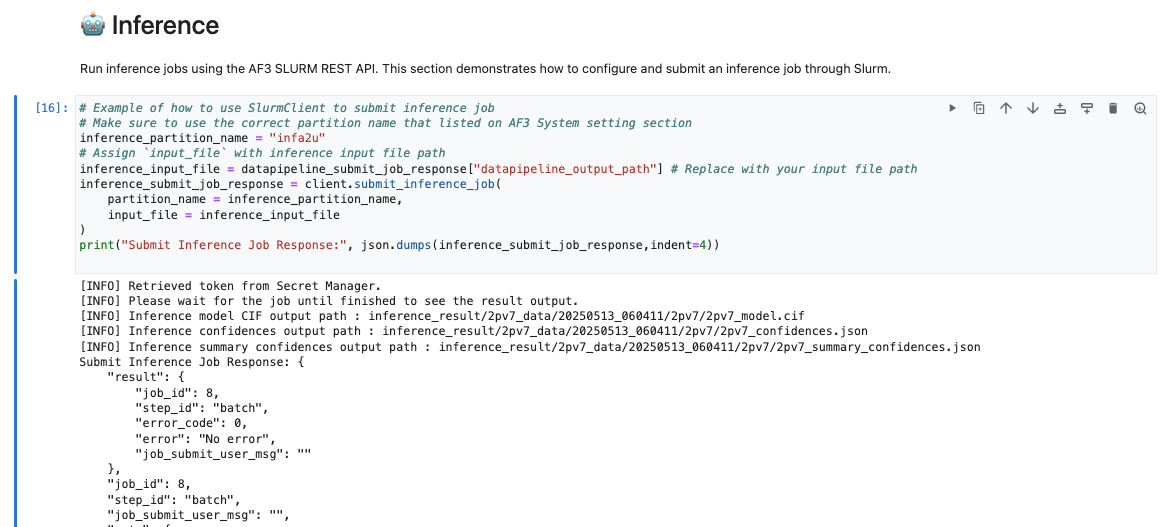 🤖 Inference
Run inference jobs using the AF3 SLURM REST API. This section demonstrates how to configure and submit an inference job through Slurm.
[16]:
# Example of how to use SlurmClient to submit inference job
# Make sure to use the correct partition name that listed on AF3 System setting section
inference_partition_name = "infa2u"
# Assign `input_file` with inference input file path
inference_input_file = datapipeline_submit_job_response["datapipeline_output_path"] # Replace with your input file path
inference_submit_job_response = client.submit_inference_job(
    partition_name = inference_partition_name,
    input_file = inference_input_file
)
print("Submit Inference Job Response:", json.dumps(inference_submit_job_response,indent=4))
[INFO] Retrieved token from Secret Manager.
[INFO] Please wait for the job until finished to see the result output.
[INFO] Inference model CIF output path : inference_result/2pv7_data/20250513_060411/2pv7/2pv7_model.cif
[INFO] Inference confidences output path : inference_result/2pv7_data/20250513_060411/2pv7/2pv7_confidences.json
[INFO] Inference summary confidences output path : inference_result/2pv7_data/20250513_060411/2pv7/2pv7_summary_confidences.json
Submit Inference Job Response: {
    "result": {
        "job_id": 8,
        "step_id": "batch",
        "error_code": 0,
        "error": "No error",
        "job_submit_user_msg": ""
    },
    "job_id": 8,
    "step_id": "batch",
    "job_submit_user_msg": "",